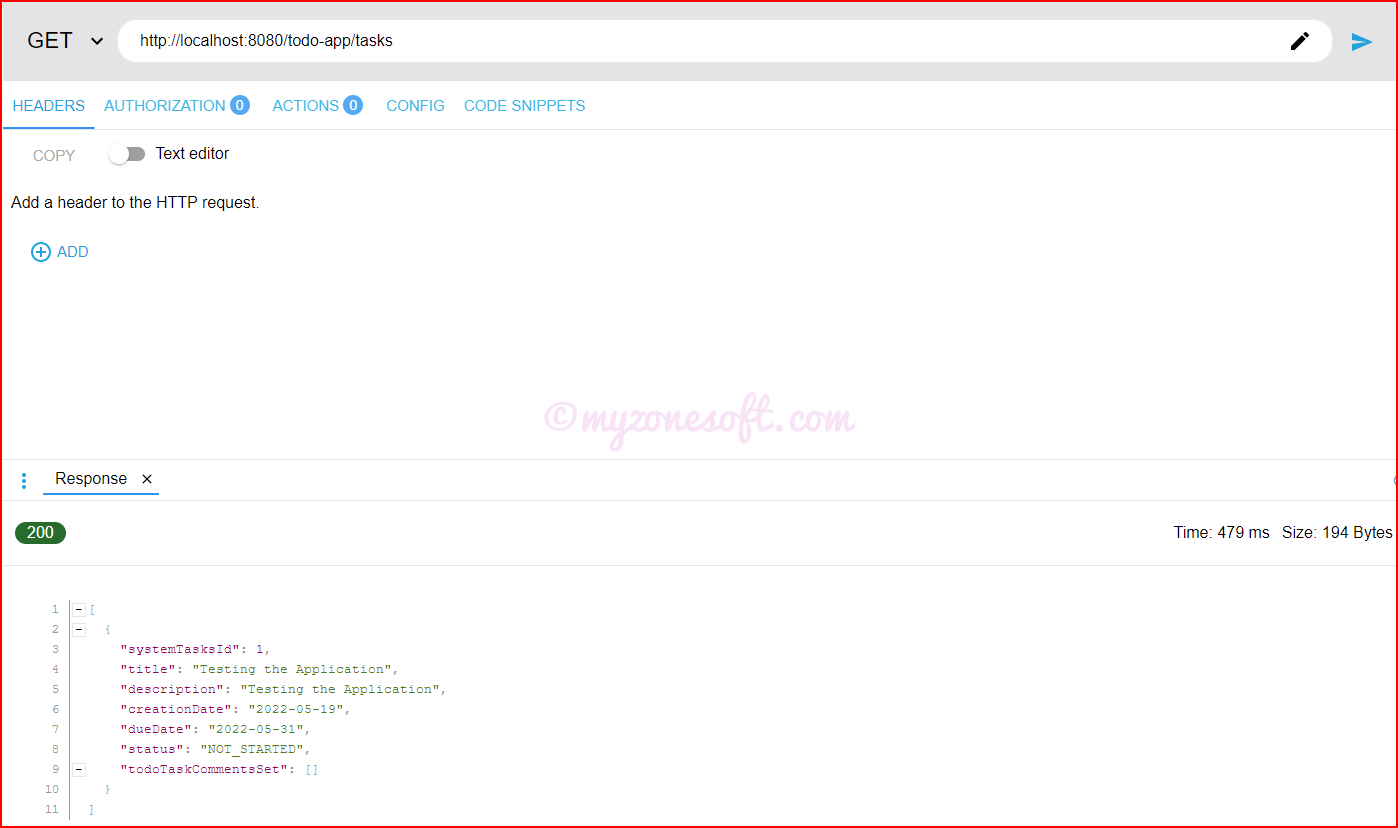 GET http://localhost:8080/todo-app/tasks
HEADERS AUTHORIZATION 0 ACTIONS 0 CONFIG CODE SNIPPETS
COPY Text editor
Add a header to the HTTP request.
ADD
©myzonesoft.com
Response ×
200 Time: 479 ms Size: 194 Bytes
1 [
2 {
3 "systemTasksId": 1,
4 "title": "Testing the Application",
5 "description": "Testing the Application",
6 "creationDate": "2022-05-19",
7 "dueDate": "2022-05-31",
8 "status": "NOT_STARTED",
9 "todoTaskCommentsSet": []
10 }
11 ]